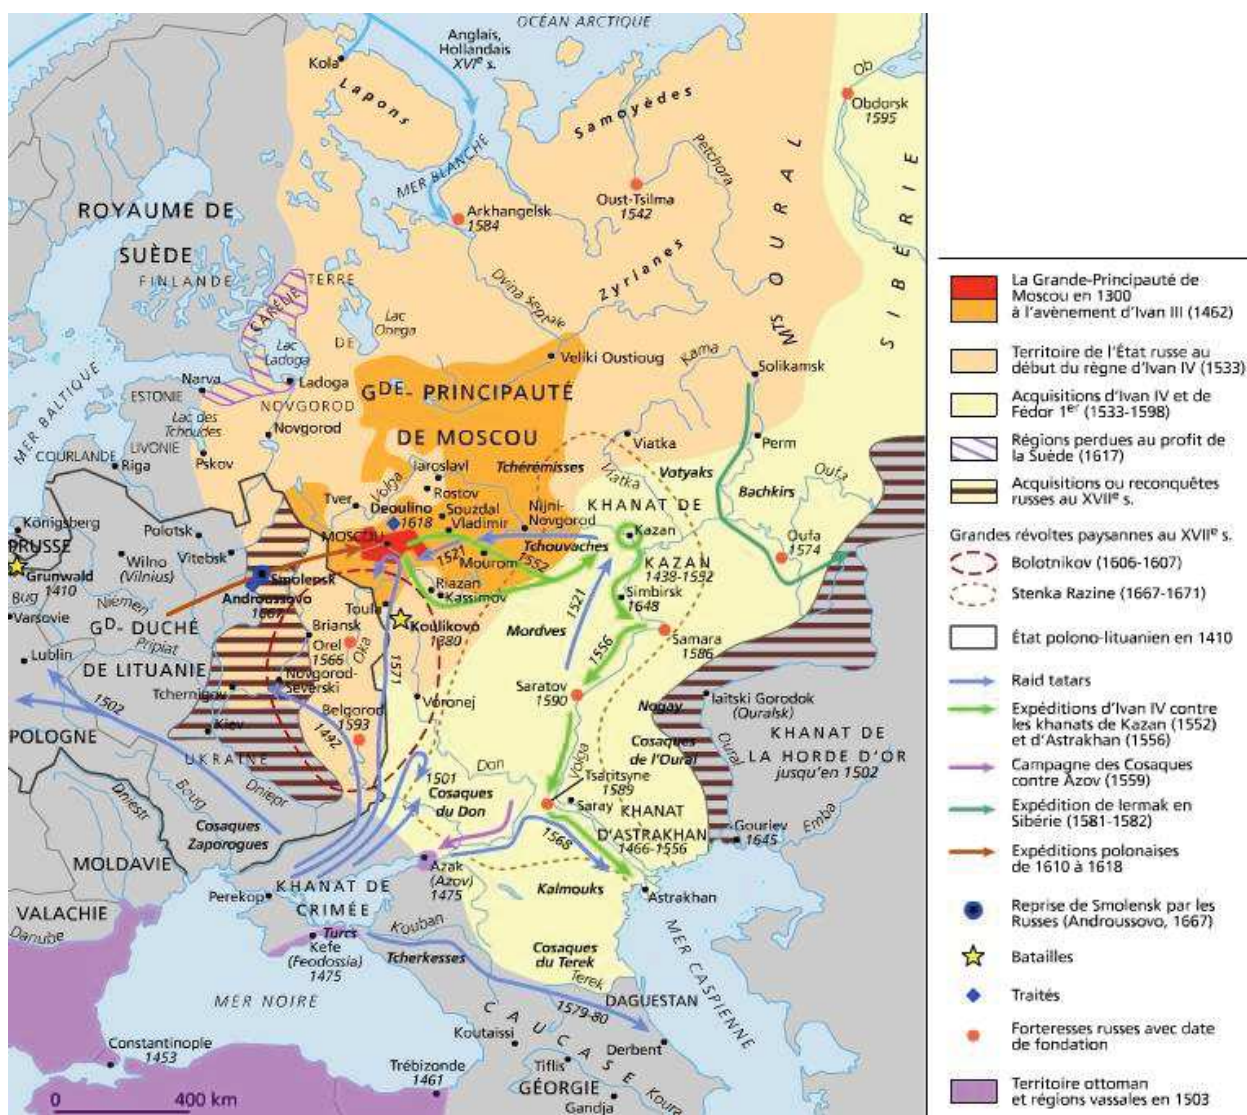 OCÉAN ARCTIQUE
Anglais,
Hollandais
XVIe s.
Kola
Lapons
Samoyèdes
Ob
Obdorsk
1595
MER BLANCHE
Petchora
Oust-Tsilma
1542
Arkhangelsk
1584
MTS OURAL
SIBÉRIE
ROYAUME DE
SUÈDE
FINLANDE
CARÉLIE
TERRE
DE
NOVGOROD
Lac
Onega
Lac
Ladoga
Dvina Septale
Zyrianes
Veliki Oustioug
Kama
Solikamsk
MER BALTIQUE
Narva
Ladoga
ESTONIE
Lac des
Tchoudes
Novgorod
LIVONIE
COURLANDE
Riga
Pskov
GDE- PRINCIPAUTÉ
DE MOSCOU
Viatka
Perm
Iaroslavl
Tchérémisses
Votyaks
Viatka
Oufa
Bachkirs
Rostov
Tver
Volga
Deoulino
1618
Souzdal
Vladimir
Nijni-
Novgorod
KHANAT DE
Kazan
KAZAN
1438-1552
Oufa
1574
Königsberg
PRUSSE
Grunwald
1410
Polotsk
Wilno
(Vilnius)
Vitebsk
MOSCOU
1521
1552
Tchouvaches
Mourom
Smolensk
Androussovo
1667
Riazan
Kassimov
Simbirsk
1648
Bug
Varsovie
Niémen
GD- DUCHÉ
Toula
Koulikovo
1380
Mordves
1521
1556
Samara
1586
Briansk
Orel
1566
Oka
Pripiat
Lublin
DE LITUANIE
Tchernigov
Novgorod-
Severski
1571
Saratov
1590
Iaitski Gorodok
(Ouralsk)
Voronej
Nogay
1502
Belgorod
1593
1492
Kiev
UKRAINE
Cosaques
de l'Oural
Oural
KHANAT DE
LA HORDE D'OR
jusqu'en 1502
POLOGNE
Dniestr
Boug
Dniepr
Don
1501
Cosaques
du Don
Volga
Tsaritsyne
1589
Saray
KHANAT
D'ASTRAKHAN
1466-1556
Gouriev
1645
Emba
Cosaques
Zaporogues
1568
MOLDAVIE
Azak
(Azov)
1475
Kalmouks
Astrakhan
Perekop
KHANAT DE
CRIMÉE
VALACHIE
Danube
Turcs
Kefe
(Feodossia)
1475
Kouban
Tcherkesses
Cosaques
du Terek
Terek
MER CASPIENNE
MER NOIRE
DAGUESTAN
1579-80
CAUCASE
Koutaissi
Derbent
Constantinople
1453
Trébizonde
1461
Tiflis
GÉORGIE
Koura
Gandja
0 400 km
La Grande-Principauté de
Moscou en 1300
à l'avènement d'Ivan III (1462)
Territoire de l'État russe au
début du règne d'Ivan IV (1533)
Acquisitions d'Ivan IV et de
Fédor 1er (1533-1598)
Régions perdues au profit de
la Suède (1617)
Acquisitions ou reconquêtes
russes au XVIIe s.
Grandes révoltes paysannes au XVIIe s.
Bolotnikov (1606-1607)
Stenka Razine (1667-1671)
État polono-lituanien en 1410
Raid tatars
Expéditions d'Ivan IV contre
les khanats de Kazan (1552)
et d'Astrakhan (1556)
Campagne des Cosaques
contre Azov (1559)
Expédition de Iermak en
Sibérie (1581-1582)
Expéditions polonaises
de 1610 à 1618
Reprise de Smolensk par les
Russes (Androussovo, 1667)
Batailles
Traités
Forteresses russes avec date
de fondation
Territoire ottoman
et régions vassales en 1503